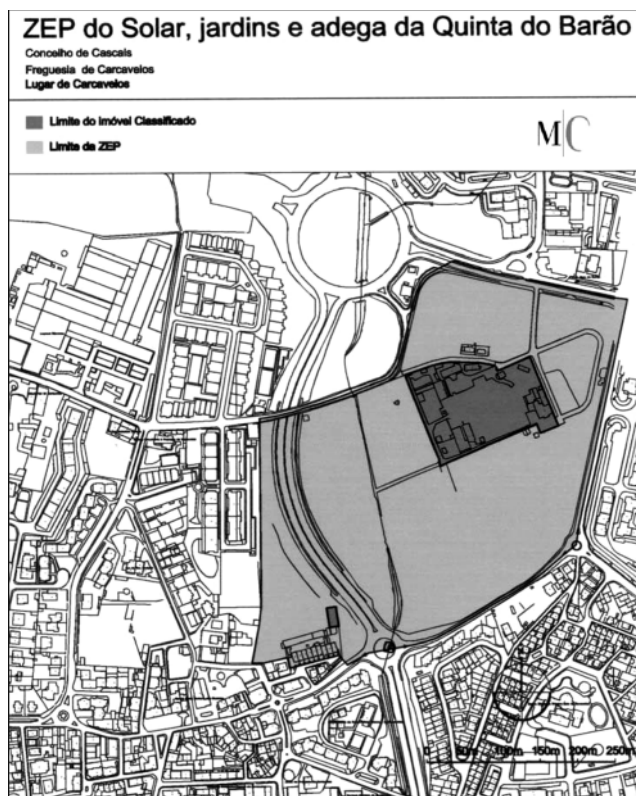 ZEP do Solar, jardins e adega da Quinta do Barão
Concelho de Cascais
Freguesia de Carcavelos
Lugar de Carcavelos
Limite do Imóvel Classificado
Limite da ZEP
MC
0 50m 100m 150m 200m 250m